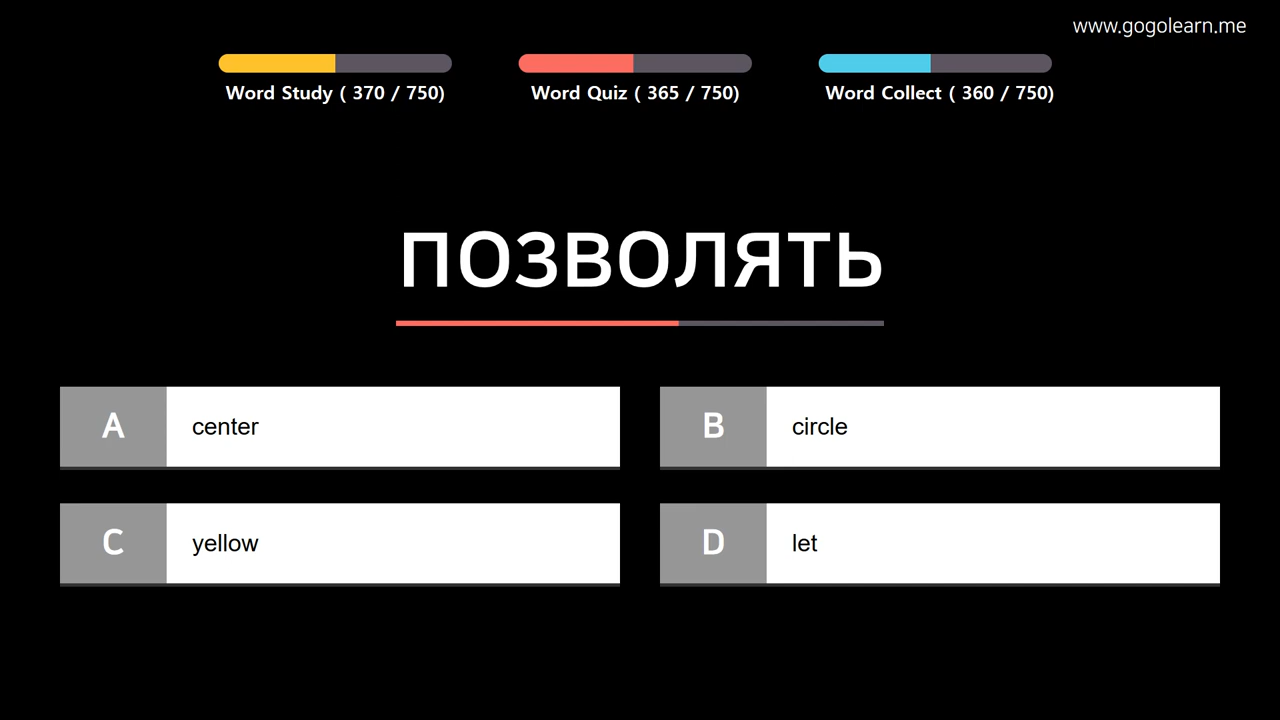 www.gogolearn.me
Word Study ( 370 / 750)
Word Quiz ( 365 / 750)
Word Collect ( 360 / 750)
ПОЗВОЛЯТЬ
A center
B circle
C yellow
D let